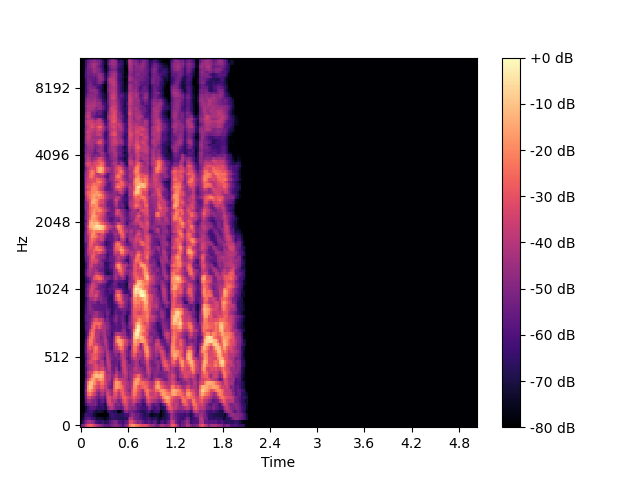 +0 dB
8192
-10 dB
4096
-20 dB
-30 dB
2048
Hz
-40 dB
1024
-50 dB
-60 dB
512
-70 dB
0
-80 dB
0 0.6 1.2 1.8 2.4 3 3.6 4.2 4.8
Time